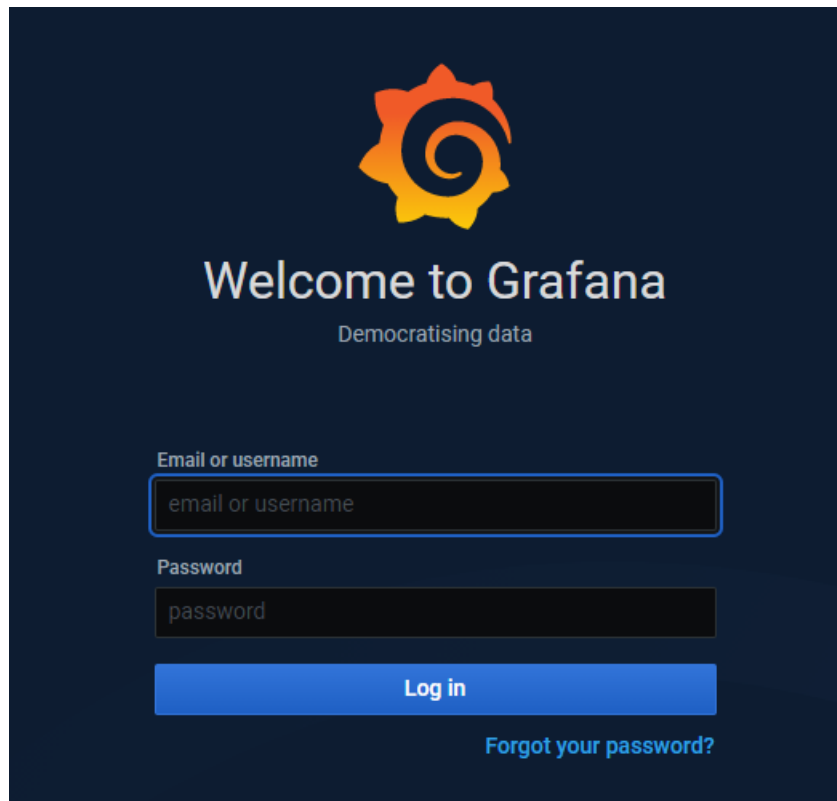 Welcome to Grafana
Democratising data
Email or username
email or username
Password
password
Log in
Forgot your password?